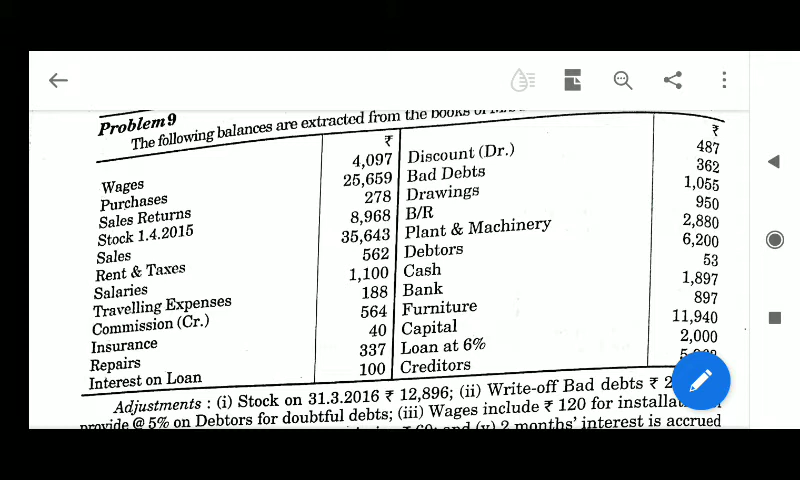 Problem 9
The following balances are extracted from the books of
₹ ₹
Wages 4,097 Discount (Dr.) 487
Purchases 25,659 Bad Debts 362
Sales Returns 278 Drawings 1,055
Stock 1.4.2015 8,968 B/R 950
Sales 35,643 Plant & Machinery 2,880
Rent & Taxes 562 Debtors 6,200
Salaries 1,100 Cash 53
Travelling Expenses 188 Bank 1,897
Commission (Cr.) 564 Furniture 897
Insurance 40 Capital 11,940
Repairs 337 Loan at 6% 2,000
Interest on Loan 100 Creditors
Adjustments : (i) Stock on 31.3.2016 ₹ 12,896; (ii) Write-off Bad debts ₹
provide @ 5% on Debtors for doubtful debts; (iii) Wages include ₹ 120 for
and (v) 2 months' interest is accrued